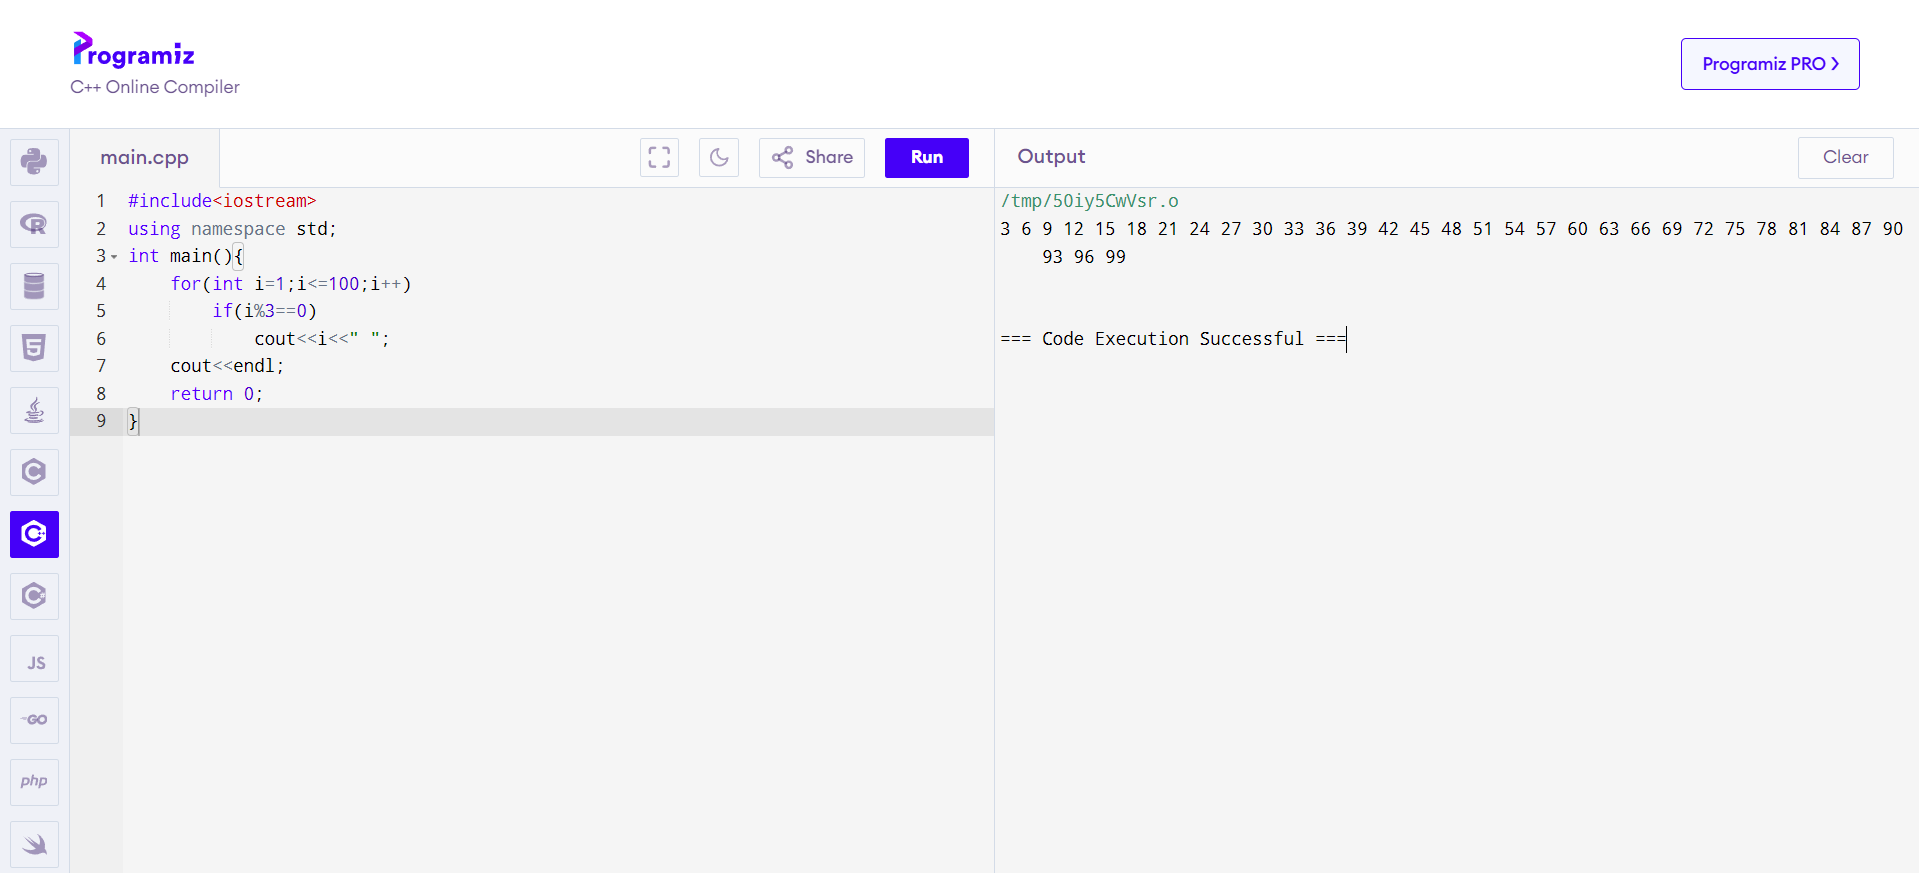 Programiz
C++ Online Compiler
Programiz PRO
main.cpp
Share
Run
Output
Clear
1 #include<iostream>
2 using namespace std;
3 int main(){
4     for(int i=1;i<=100;i++)
5         if(i%3==0)
6             cout<<i<<" ";
7     cout<<endl;
8     return 0;
9 }
/tmp/50iy5CwVsr.o
3 6 9 12 15 18 21 24 27 30 33 36 39 42 45 48 51 54 57 60 63 66 69 72 75 78 81 84 87 90
93 96 99
=== Code Execution Successful ===
R
5
C
C+
C#
JS
GO
php